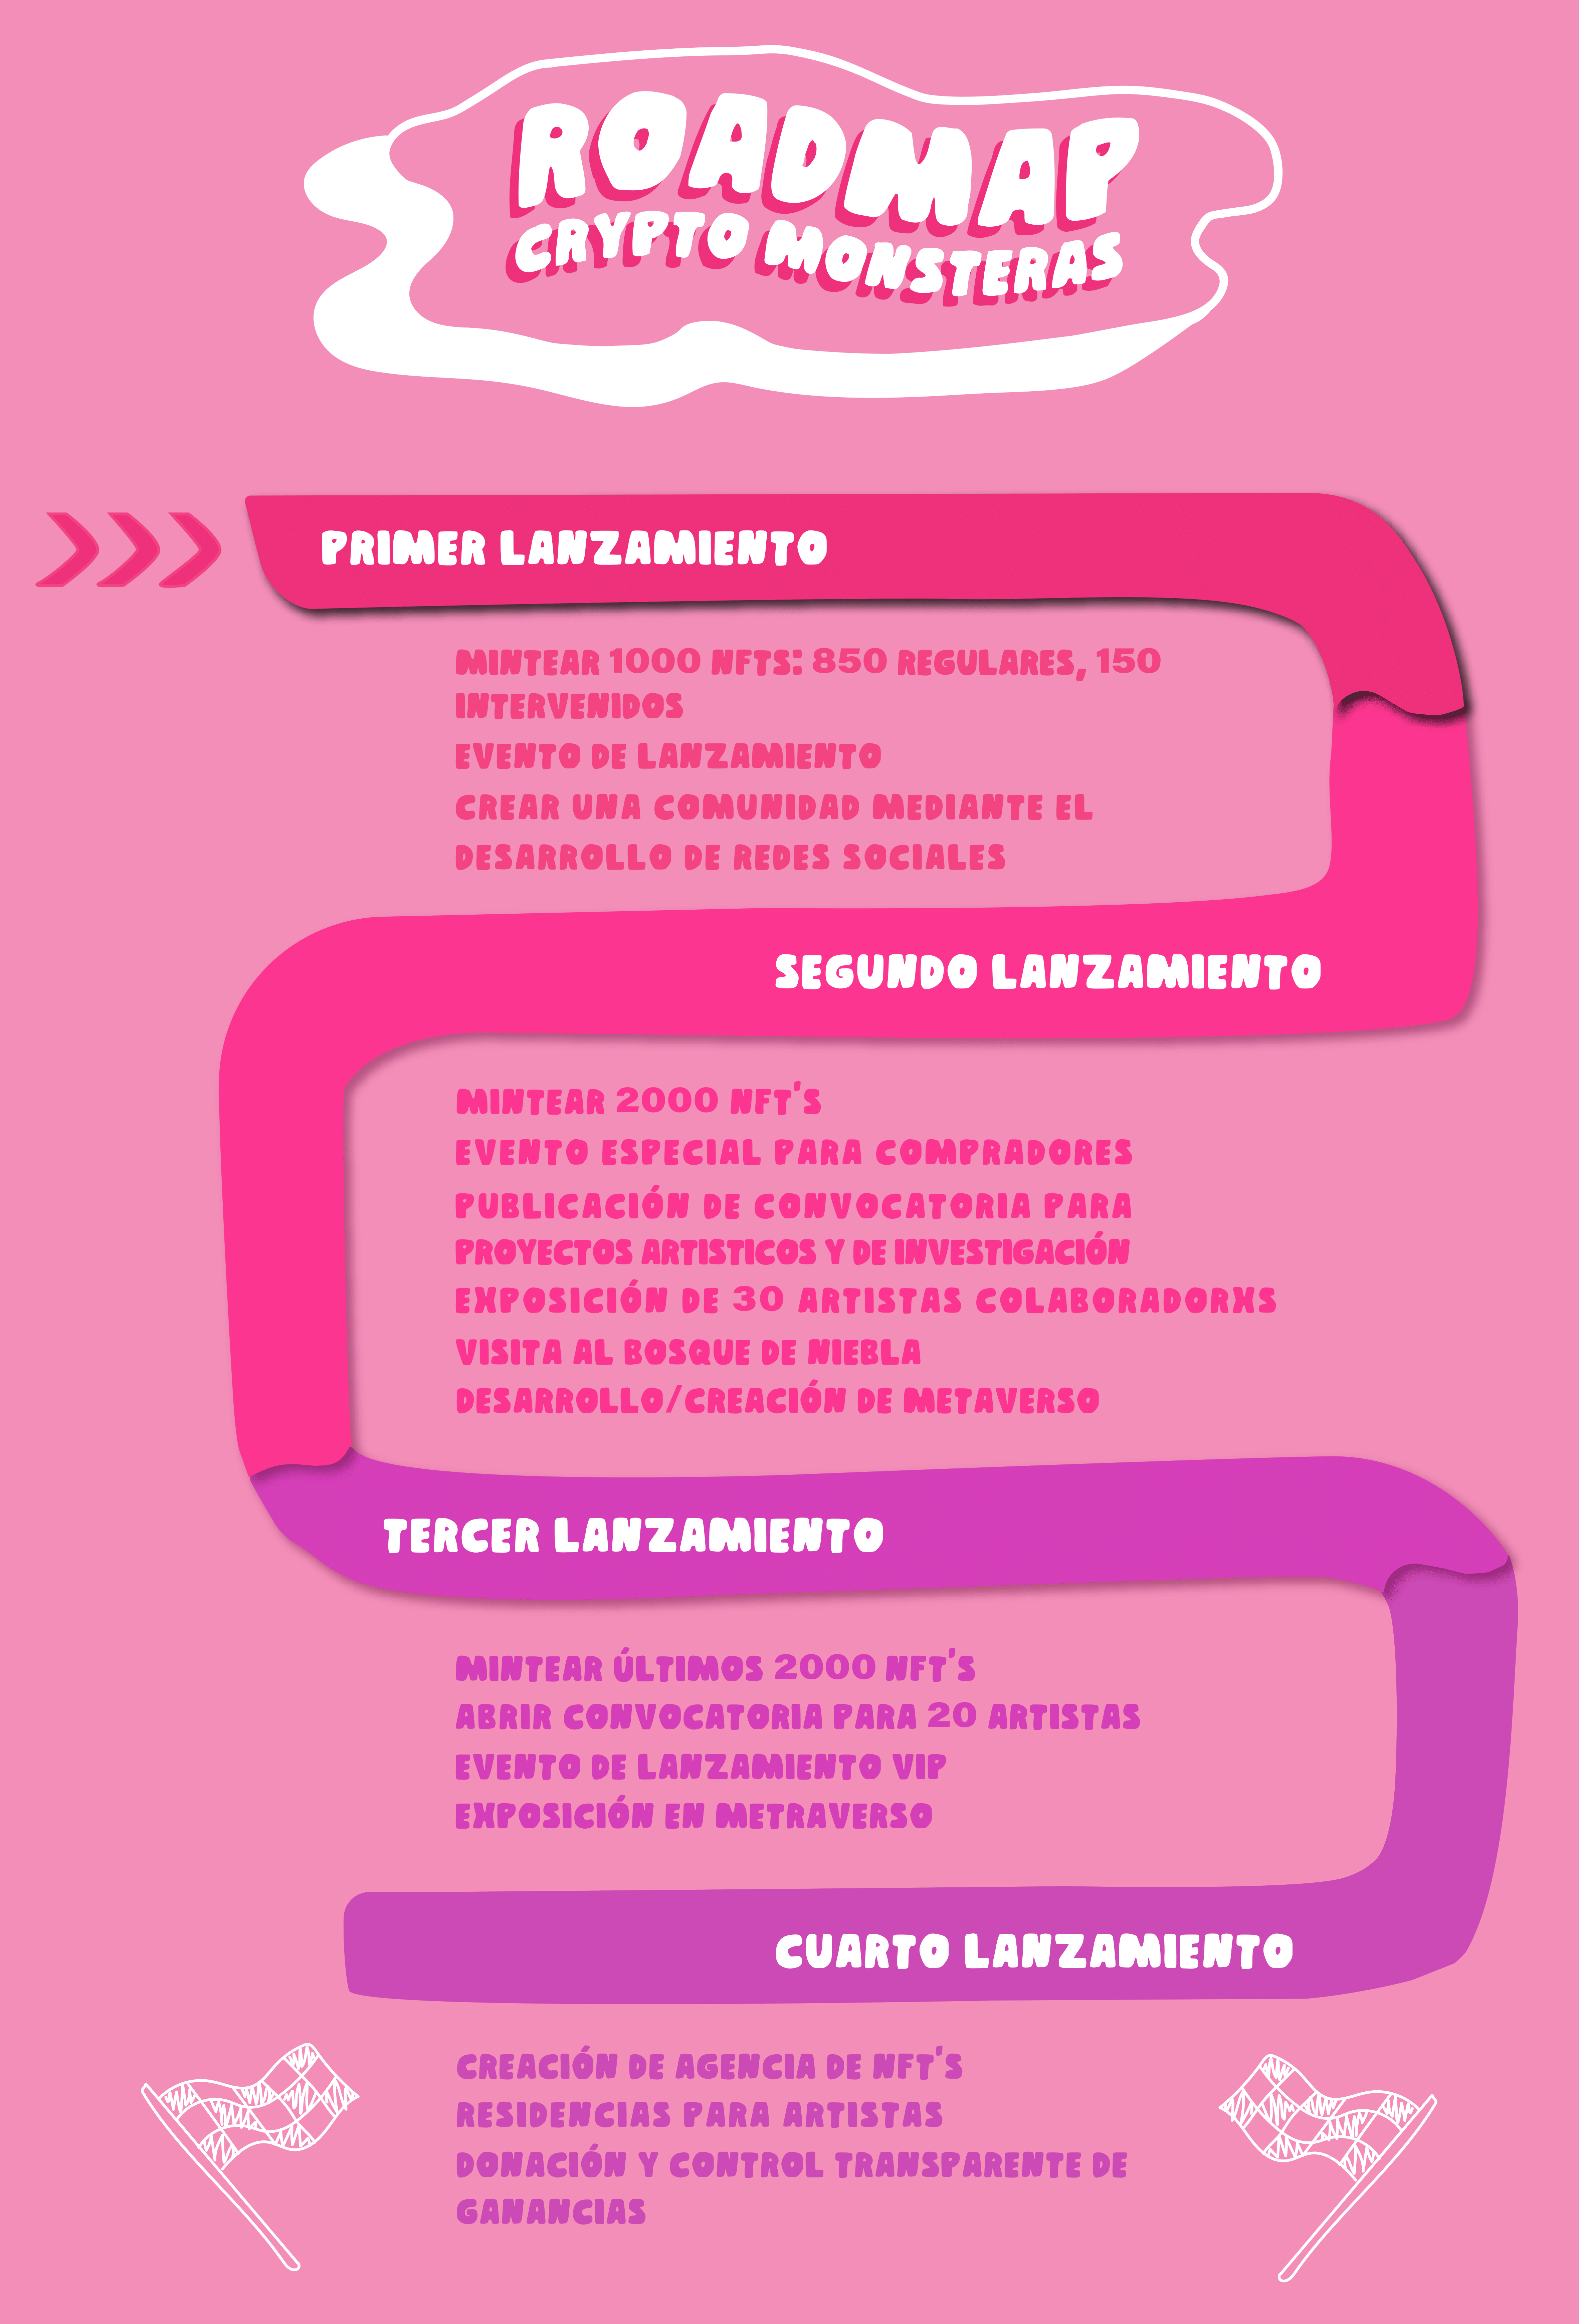 ROADMAP
CRYPTO MONSTERAS
PRIMER LANZAMIENTO
MINTEAR 1000 NFTS: 850 REGULARES, 150
INTERVENIDOS
EVENTO DE LANZAMIENTO
CREAR UNA COMUNIDAD MEDIANTE EL
DESARROLLO DE REDES SOCIALES
SEGUNDO LANZAMIENTO
MINTEAR 2000 NFT'S
EVENTO ESPECIAL PARA COMPRADORES
PUBLICACIÓN DE CONVOCATORIA PARA
PROYECTOS ARTISTICOS Y DE INVESTIGACIÓN
EXPOSICIÓN DE 30 ARTISTAS COLABORADORXS
VISITA AL BOSQUE DE NIEBLA
DESARROLLO/CREACIÓN DE METAVERSO
TERCER LANZAMIENTO
MINTEAR ÚLTIMOS 2000 NFT'S
ABRIR CONVOCATORIA PARA 20 ARTISTAS
EVENTO DE LANZAMIENTO VIP
EXPOSICIÓN EN METRAVERSO
CUARTO LANZAMIENTO
CREACIÓN DE AGENCIA DE NFT'S
RESIDENCIAS PARA ARTISTAS
DONACIÓN Y CONTROL TRANSPARENTE DE
GANANCIAS